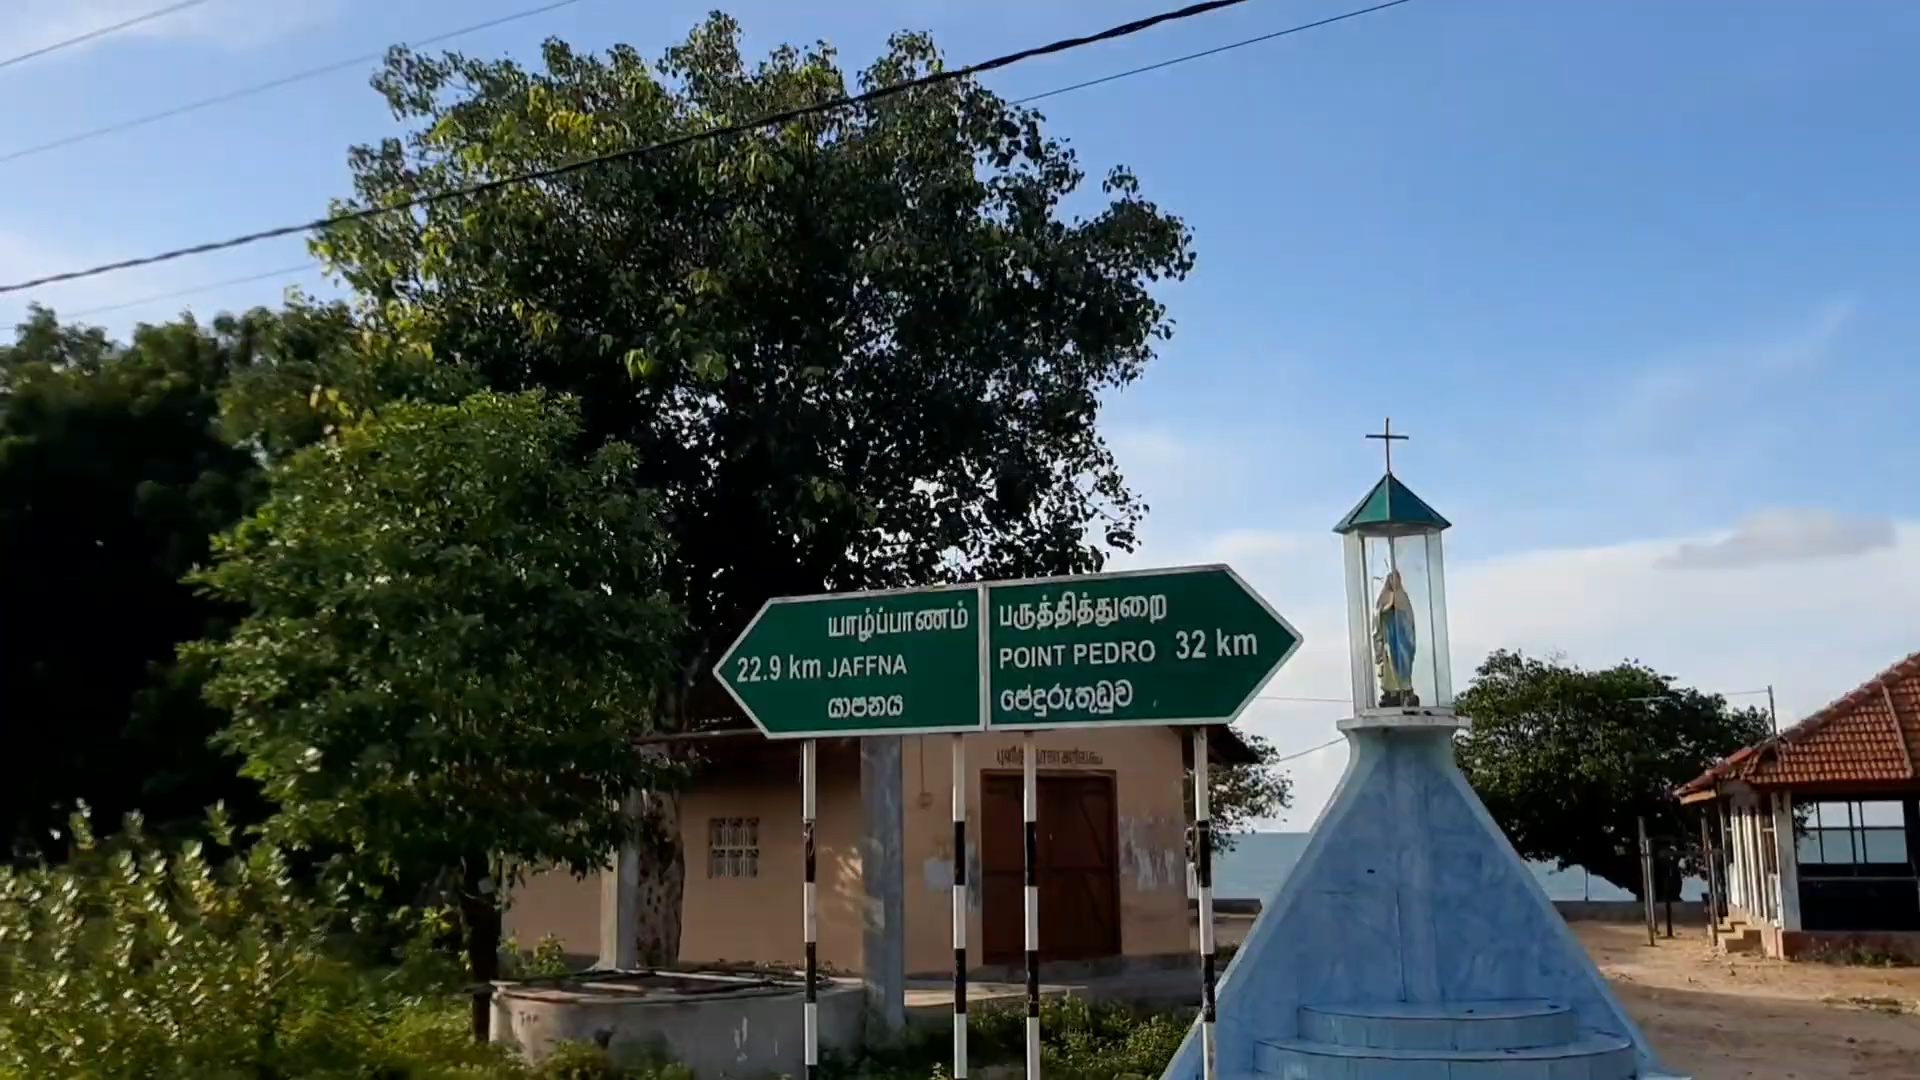 யாழ்ப்பாணம்
22.9 km JAFFNA
යාපනය
பருத்தித்துறை
POINT PEDRO 32 km
පේදුරුතුඩුව